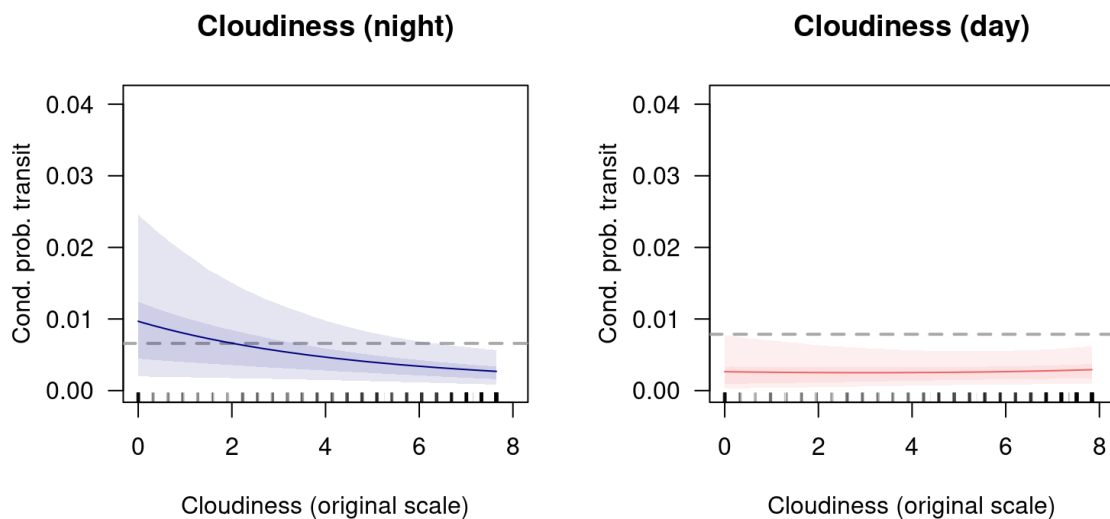 Cloudiness (night)
Cond. prob. transit
0.04
0.03
0.02
0.01
0.00
0 2 4 6 8
Cloudiness (original scale)
Cloudiness (day)
Cond. prob. transit
0.04
0.03
0.02
0.01
0.00
0 2 4 6 8
Cloudiness (original scale)